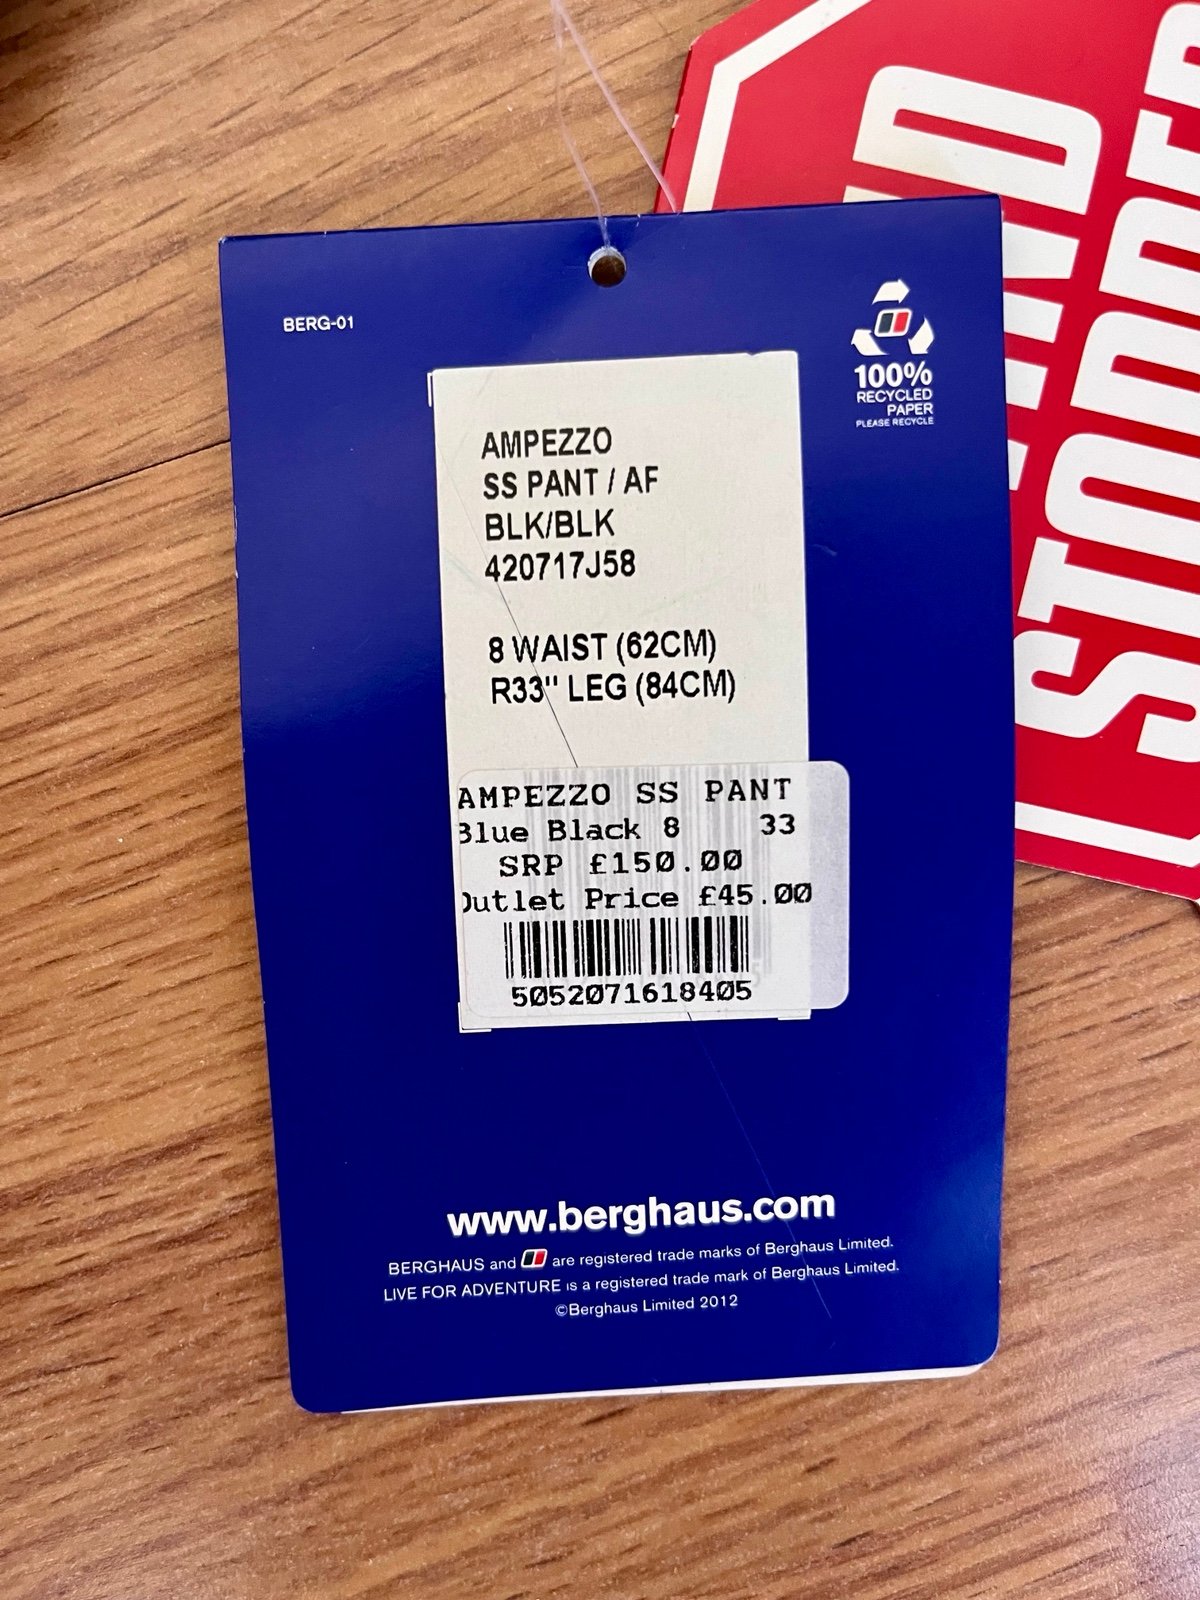 BERG-01
100%
RECYCLED
PAPER
PLEASE RECYCLE
AMPEZZO
SS PANT / AF
BLK/BLK
420717J58
8 WAIST (62CM)
R33" LEG (84CM)
AMPEZZO SS PANT
Blue Black 8 33
SRP £150.00
Outlet Price £45.00
5052071618405
www.berghaus.com
BERGHAUS and are registered trade marks of Berghaus Limited.
LIVE FOR ADVENTURE is a registered trade mark of Berghaus Limited.
©Berghaus Limited 2012